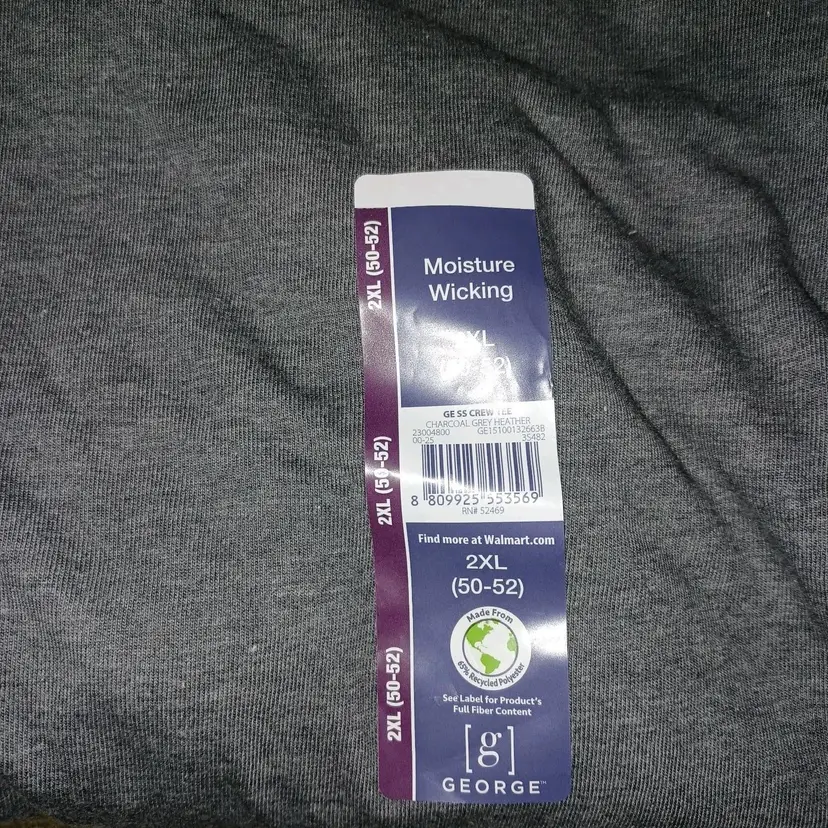 2XL (50-52)
Moisture
Wicking
2XL
(50-52)
GE SS CREW TEE
CHARCOAL GREY HEATHER
23004800 GE151001326638
00-25 35482
8 809925 553569
RN# 52469
2XL (50-52)
Find more at Walmart.com
2XL
(50-52)
Made From
65% Recycled Polyester
See Label for Product's
Full Fiber Content
2XL (50-52)
[g]
GEORGE™